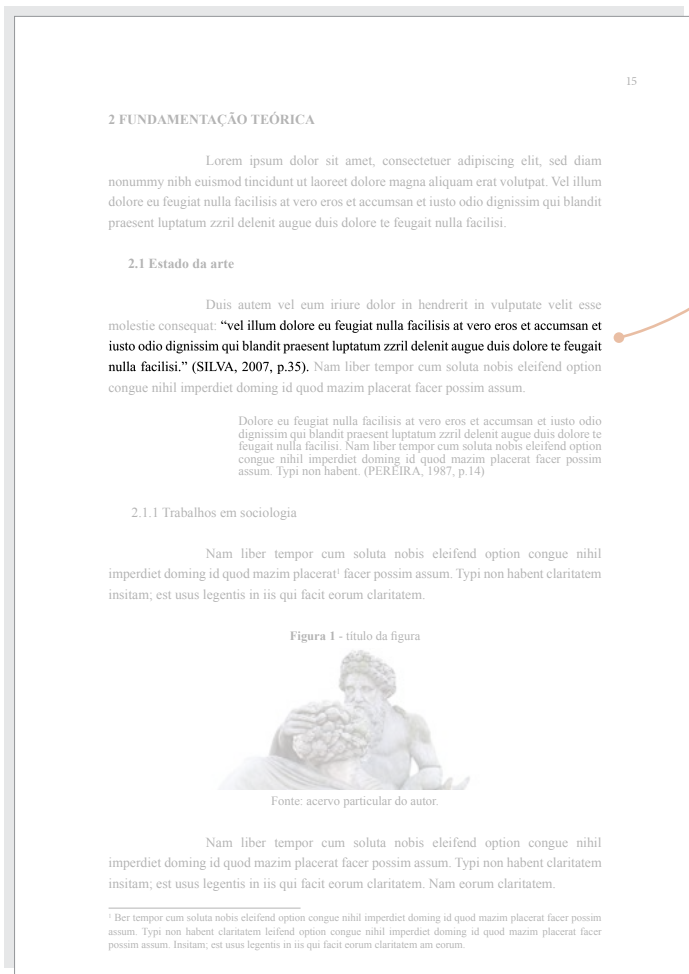 15
2 FUNDAMENTAÇÃO TEÓRICA
Lorem ipsum dolor sit amet, consectetuer adipiscing elit, sed diam
nonummy nibh euismod tincidunt ut laoreet dolore magna aliquam erat volutpat. Vel illum
dolore eu feugiat nulla facilisis at vero eros et accumsan et iusto odio dignissim qui blandit
praesent luptatum zzril delenit augue duis dolore te feugait nulla facilisi.
2.1 Estado da arte
Duis autem vel eum iriure dolor in hendrerit in vulputate velit esse
molestie consequat: “vel illum dolore eu feugiat nulla facilisis at vero eros et accumsan et
iusto odio dignissim qui blandit praesent luptatum zzril delenit augue duis dolore te feugait
nulla facilisi.” (SILVA, 2007, p.35). Nam liber tempor cum soluta nobis eleifend option
congue nihil imperdiet doming id quod mazim placerat facer possim assum.
Dolore eu feugiat nulla facilisis at vero eros et accumsan et iusto odio
dignissim qui blandit praesent luptatum zzril delenit augue duis dolore te
feugait nulla facilisi. Nam liber tempor cum soluta nobis eleifend option
congue nihil imperdiet doming id quod mazim placerat facer possim
assum. Typi non habent. (PEREIRA, 1987, p.14)
2.1.1 Trabalhos em sociologia
Nam liber tempor cum soluta nobis eleifend option congue nihil
imperdiet doming id quod mazim placerat¹ facer possim assum. Typi non habent claritatem
insitam; est usus legentis in iis qui facit eorum claritatem.
Figura 1 - título da figura
Fonte: acervo particular do autor.
Nam liber tempor cum soluta nobis eleifend option congue nihil
imperdiet doming id quod mazim placerat facer possim assum. Typi non habent claritatem
insitam; est usus legentis in iis qui facit eorum claritatem. Nam eorum claritatem.
¹ Ber tempor cum soluta nobis eleifend option congue nihil imperdiet doming id quod mazim placerat facer possim
assum. Typi non habent claritatem leifend option congue nihil imperdiet doming id quod mazim placerat facer
possim assum. Insitam; est usus legentis in iis qui facit eorum claritatem am eorum.